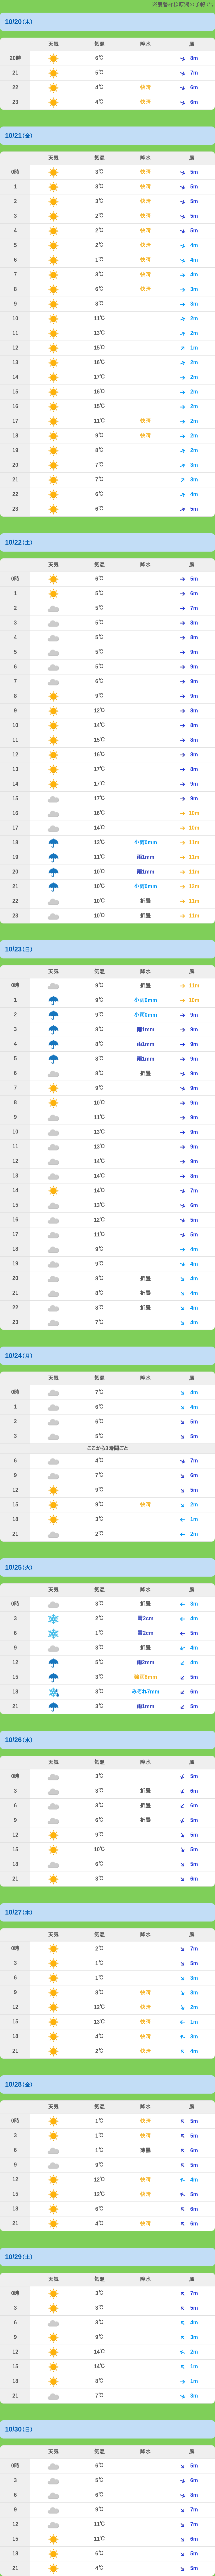 ※裏磐梯桧原湖の予報です
10/20(木)
天気 気温 降水 風
20時 6℃ 8m
21 5℃ 7m
22 4℃ 快晴 6m
23 4℃ 快晴 6m
10/21(金)
天気 気温 降水 風
0時 3℃ 快晴 5m
1 3℃ 快晴 5m
2 3℃ 快晴 5m
3 2℃ 快晴 5m
4 2℃ 快晴 5m
5 2℃ 快晴 4m
6 1℃ 快晴 4m
7 3℃ 快晴 4m
8 6℃ 快晴 3m
9 8℃ 3m
10 11℃ 2m
11 13℃ 2m
12 15℃ 1m
13 16℃ 2m
14 17℃ 2m
15 16℃ 2m
16 15℃ 2m
17 11℃ 快晴 2m
18 9℃ 快晴 2m
19 8℃ 2m
20 7℃ 3m
21 7℃ 3m
22 6℃ 4m
23 6℃ 5m
10/22(土)
天気 気温 降水 風
0時 6℃ 5m
1 5℃ 6m
2 5℃ 7m
3 5℃ 8m
4 5℃ 8m
5 5℃ 9m
6 5℃ 9m
7 6℃ 9m
8 9℃ 9m
9 12℃ 8m
10 14℃ 8m
11 15℃ 8m
12 16℃ 8m
13 17℃ 8m
14 17℃ 9m
15 17℃ 9m
16 16℃ 10m
17 14℃ 10m
18 13℃ 小雨0mm 11m
19 11℃ 雨1mm 11m
20 10℃ 雨1mm 11m
21 10℃ 小雨0mm 12m
22 10℃ 折畳 11m
23 10℃ 折畳 11m
10/23(日)
天気 気温 降水 風
0時 9℃ 折畳 11m
1 9℃ 小雨0mm 10m
2 9℃ 小雨0mm 9m
3 8℃ 雨1mm 9m
4 8℃ 雨1mm 9m
5 8℃ 雨1mm 9m
6 8℃ 折畳 9m
7 9℃ 9m
8 10℃ 9m
9 11℃ 9m
10 13℃ 9m
11 13℃ 9m
12 14℃ 9m
13 14℃ 8m
14 14℃ 7m
15 13℃ 6m
16 12℃ 5m
17 11℃ 5m
18 9℃ 4m
19 9℃ 4m
20 8℃ 折畳 4m
21 8℃ 折畳 4m
22 8℃ 折畳 4m
23 7℃ 4m
10/24(月)
天気 気温 降水 風
0時 7℃ 4m
1 6℃ 4m
2 6℃ 5m
3 5℃ 5m
ここから3時間ごと
6 4℃ 7m
9 7℃ 6m
12 9℃ 5m
15 9℃ 快晴 2m
18 3℃ 1m
21 2℃ 2m
10/25(火)
天気 気温 降水 風
0時 3℃ 折畳 3m
3 2℃ 雪2cm 4m
6 1℃ 雪2cm 5m
9 3℃ 折畳 4m
12 5℃ 雨2mm 4m
15 3℃ 5m
18 3℃ みぞれ7mm 6m
21 3℃ 雨1mm 5m
10/26(水)
天気 気温 降水 風
0時 3℃ 5m
3 3℃ 折畳 6m
6 3℃ 折畳 6m
9 6℃ 折畳 5m
12 9℃ 5m
15 10℃ 5m
18 6℃ 5m
21 3℃ 6m
10/27(木)
天気 気温 降水 風
0時 2℃ 7m
3 1℃ 5m
6 1℃ 3m
9 8℃ 快晴 3m
12 12℃ 快晴 2m
15 13℃ 快晴 1m
18 4℃ 快晴 3m
21 2℃ 快晴 4m
10/28(金)
天気 気温 降水 風
0時 1℃ 快晴 5m
3 1℃ 快晴 5m
6 1℃ 薄曇 6m
9 9℃ 5m
12 12℃ 快晴 4m
15 12℃ 快晴 5m
18 6℃ 6m
21 4℃ 快晴 6m
10/29(土)
天気 気温 降水 風
0時 3℃ 7m
3 3℃ 5m
6 3℃ 4m
9 9℃ 3m
12 14℃ 2m
15 14℃ 1m
18 8℃ 1m
21 7℃ 3m
10/30(日)
天気 気温 降水 風
0時 6℃ 5m
3 5℃ 6m
6 6℃ 8m
9 9℃ 7m
12 11℃ 7m
15 11℃ 6m
18 6℃ 5m
21 4℃ 5m